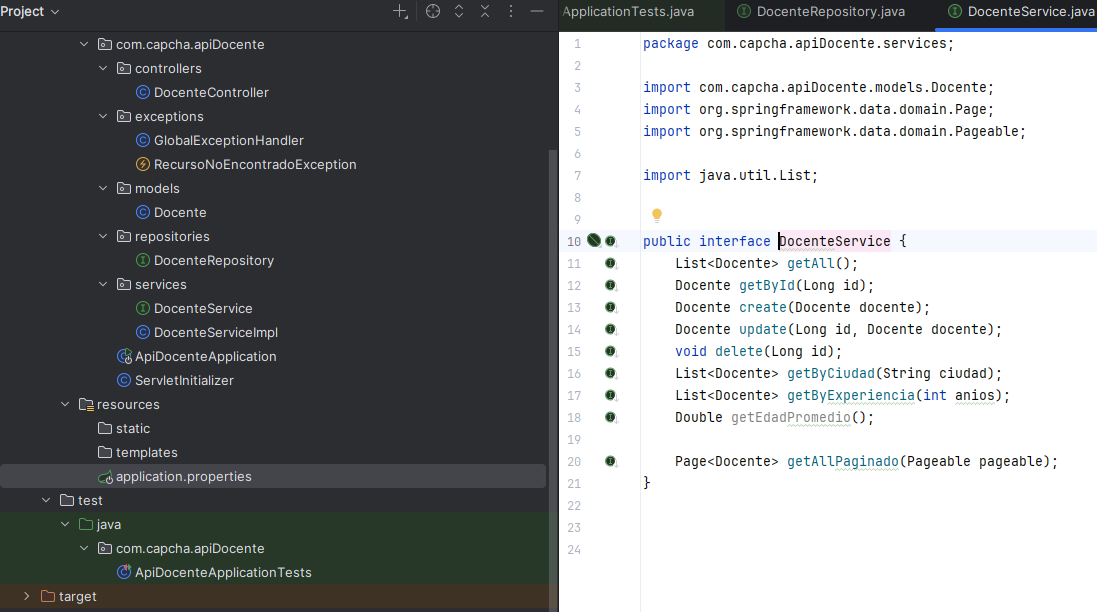 Project
com.capcha.apiDocente
controllers
DocenteController
exceptions
GlobalExceptionHandler
RecursoNoEncontradoException
models
Docente
repositories
DocenteRepository
services
DocenteService
DocenteServiceImpl
ApiDocenteApplication
ServletInitializer
resources
static
templates
application.properties
test
java
com.capcha.apiDocente
ApiDocenteApplicationTests
target
ApplicationTests.java DocenteRepository.java DocenteService.java
1 package com.capcha.apiDocente.services;
2
3 import com.capcha.apiDocente.models.Docente;
4 import org.springframework.data.domain.Page;
5 import org.springframework.data.domain.Pageable;
6
7 import java.util.List;
8
9
10 public interface DocenteService {
11 List<Docente> getAll();
12 Docente getById(Long id);
13 Docente create(Docente docente);
14 Docente update(Long id, Docente docente);
15 void delete(Long id);
16 List<Docente> getByCiudad(String ciudad);
17 List<Docente> getByExperiencia(int anios);
18 Double getEdadPromedio();
19
20 Page<Docente> getAllPaginado(Pageable pageable);
21 }
22
23
24